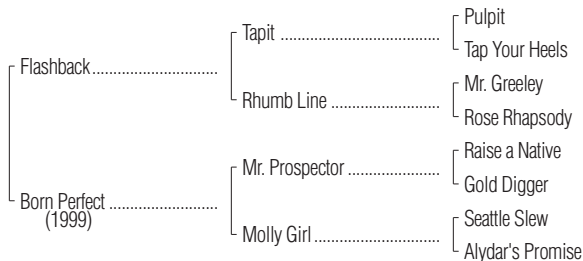 Pulpit
Tapit
Tap Your Heels
Flashback
Mr. Greeley
Rhumb Line
Rose Rhapsody
Raise a Native
Mr. Prospector
Gold Digger
Born Perfect
(1999)
Seattle Slew
Molly Girl
Alydar's Promise